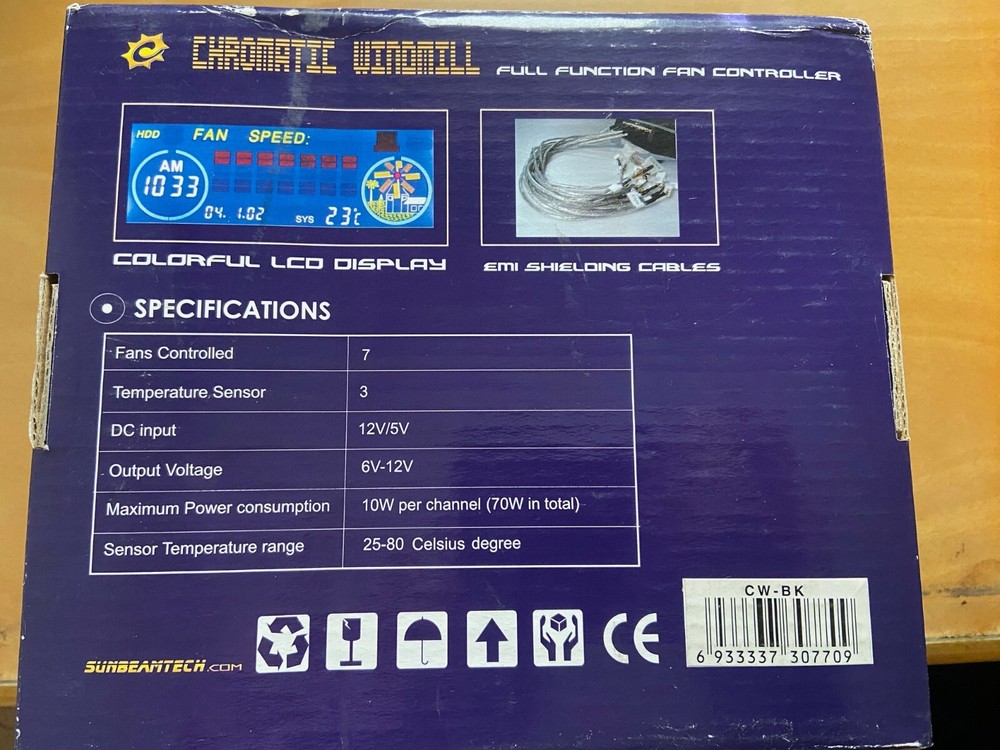 CHROMATIC WINDMILL FULL FUNCTION FAN CONTROLLER
HDD FAN SPEED:
AM
10 33
04. 1.02 SYS 23℃
COLORFUL LCD DISPLAY
EMI SHIELDING CABLES
SPECIFICATIONS
Fans Controlled 7
Temperature Sensor 3
DC input 12V/5V
Output Voltage 6V-12V
Maximum Power consumption 10W per channel (70W in total)
Sensor Temperature range 25-80 Celsius degree
SUNBEAMTECH.COM
CE
CW-BK
6 933337 307709